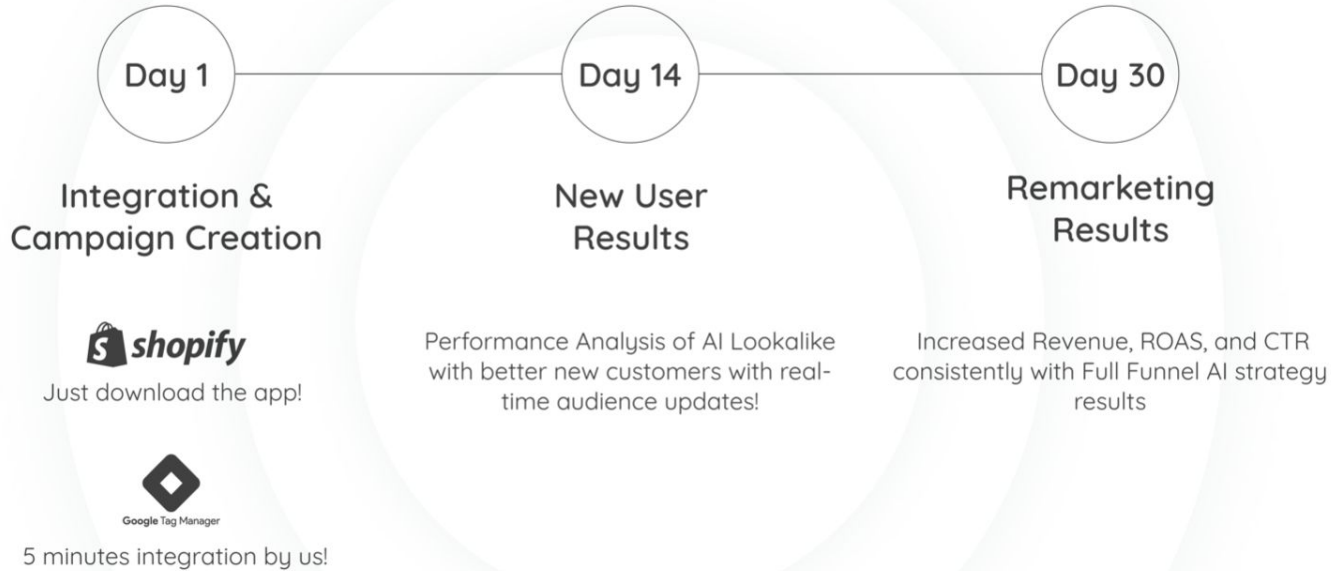 Day 1
Day 14
Day 30
Integration &
Campaign Creation
shopify
Just download the app!
Google Tag Manager
5 minutes integration by us!
New User
Results
Performance Analysis of AI Lookalike
with better new customers with real-
time audience updates!
Remarketing
Results
Increased Revenue, ROAS, and CTR
consistently with Full Funnel AI strategy
results